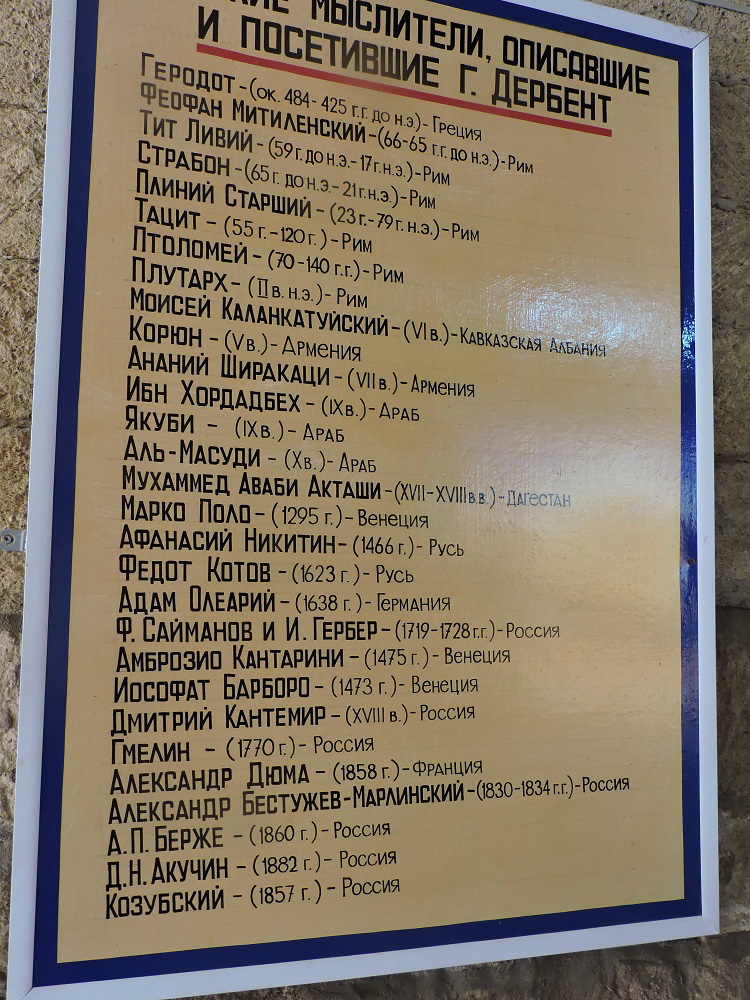 МЫСЛИТЕЛИ, ОПИСАВШИЕ
И ПОСЕТИВШИЕ Г. ДЕРБЕНТ
ГЕРОДОТ - (ОК. 484-425 Г.Г. ДО Н.Э.) - ГРЕЦИЯ
ФЕОФАН МИТИЛЕНСКИЙ - (66-65 Г.Г. ДО Н.Э.) - РИМ
ТИТ ЛИВИЙ - (59 Г. ДО Н.Э. - 17 Г. Н.Э.) - РИМ
СТРАБОН - (65 Г. ДО Н.Э. - 21 Г. Н.Э.) - РИМ
ПЛИНИЙ СТАРШИЙ - (23 Г. - 79 Г. Н.Э.) - РИМ
ТАЦИТ - (55 Г. - 120 Г.) - РИМ
ПТОЛОМЕЙ - (70-140 Г.Г.) - РИМ
ПЛУТАРХ - (II В. Н.Э.) - РИМ
МОИСЕЙ КАЛАНКАТУЙСКИЙ - (VI В.) - КАВКАЗСКАЯ АЛБАНИЯ
КОРЮН - (V В.) - АРМЕНИЯ
АНАНИЙ ШИРАКАЦИ - (VII В.) - АРМЕНИЯ
ИБН ХОРДАДБЕХ - (IX В.) - АРАБ
ЯКУБИ - (IX В.) - АРАБ
АЛЬ-МАСУДИ - (X В.) - АРАБ
МУХАММЕД АВАБИ АКТАШИ - (XVII-XVIII В.В.) - ДАГЕСТАН
МАРКО ПОЛО - (1295 Г.) - ВЕНЕЦИЯ
АФАНАСИЙ НИКИТИН - (1466 Г.) - РУСЬ
ФЕДОТ КОТОВ - (1623 Г.) - РУСЬ
АДАМ ОЛЕАРИЙ - (1638 Г.) - ГЕРМАНИЯ
Ф. САЙМАНОВ И И. ГЕРБЕР - (1719-1728 Г.Г.) - РОССИЯ
АМБРОЗИО КАНТАРИНИ - (1475 Г.) - ВЕНЕЦИЯ
ИОСОФАТ БАРБОРО - (1473 Г.) - ВЕНЕЦИЯ
ДМИТРИЙ КАНТЕМИР - (XVIII В.) - РОССИЯ
ГМЕЛИН - (1770 Г.) - РОССИЯ
АЛЕКСАНДР ДЮМА - (1858 Г.) - ФРАНЦИЯ
АЛЕКСАНДР БЕСТУЖЕВ-МАРЛИНСКИЙ - (1830-1834 Г.Г.) - РОССИЯ
А.П. БЕРЖЕ - (1860 Г.) - РОССИЯ
Д.Н. АКУЧИН - (1882 Г.) - РОССИЯ
КОЗУБСКИЙ - (1857 Г.) - РОССИЯ